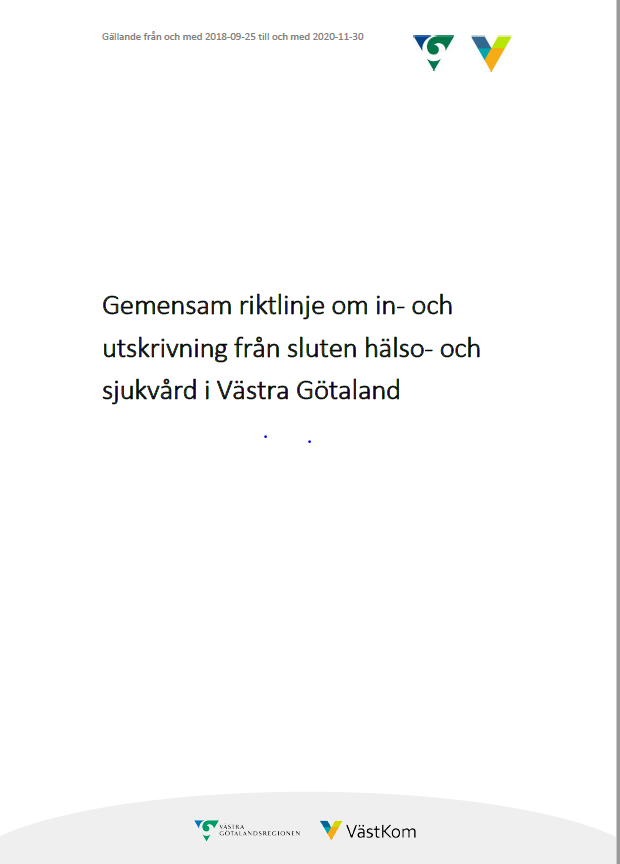 Gällande från och med 2018-09-25 till och med 2020-11-30
Gemensam riktlinje om in- och
utskrivning från sluten hälso- och
sjukvård i Västra Götaland
VÄSTRA
GÖTALANDSREGIONEN
VästKom